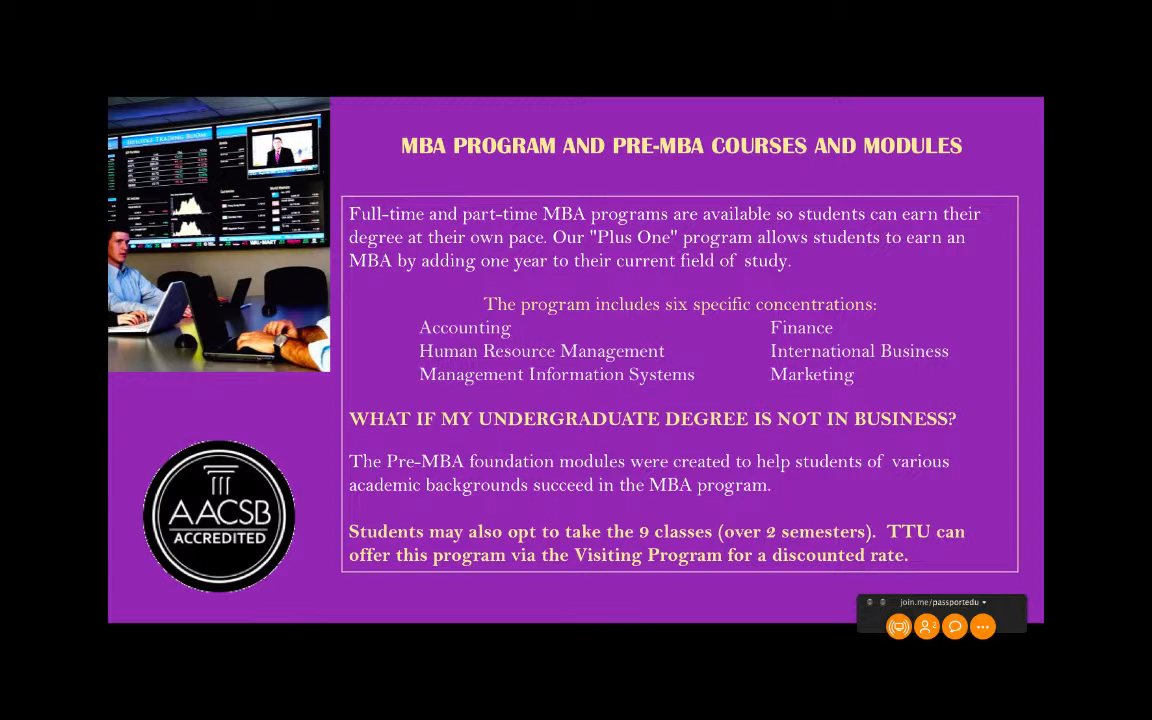 MBA PROGRAM AND PRE-MBA COURSES AND MODULES
Full-time and part-time MBA programs are available so students can earn their
degree at their own pace. Our "Plus One" program allows students to earn an
MBA by adding one year to their current field of study.
The program includes six specific concentrations:
Accounting Finance
Human Resource Management International Business
Management Information Systems Marketing
WHAT IF MY UNDERGRADUATE DEGREE IS NOT IN BUSINESS?
The Pre-MBA foundation modules were created to help students of various
academic backgrounds succeed in the MBA program.
Students may also opt to take the 9 classes (over 2 semesters). TTU can
offer this program via the Visiting Program for a discounted rate.
WAL-MART
AACSB
ACCREDITED
join.me/passportedu
2